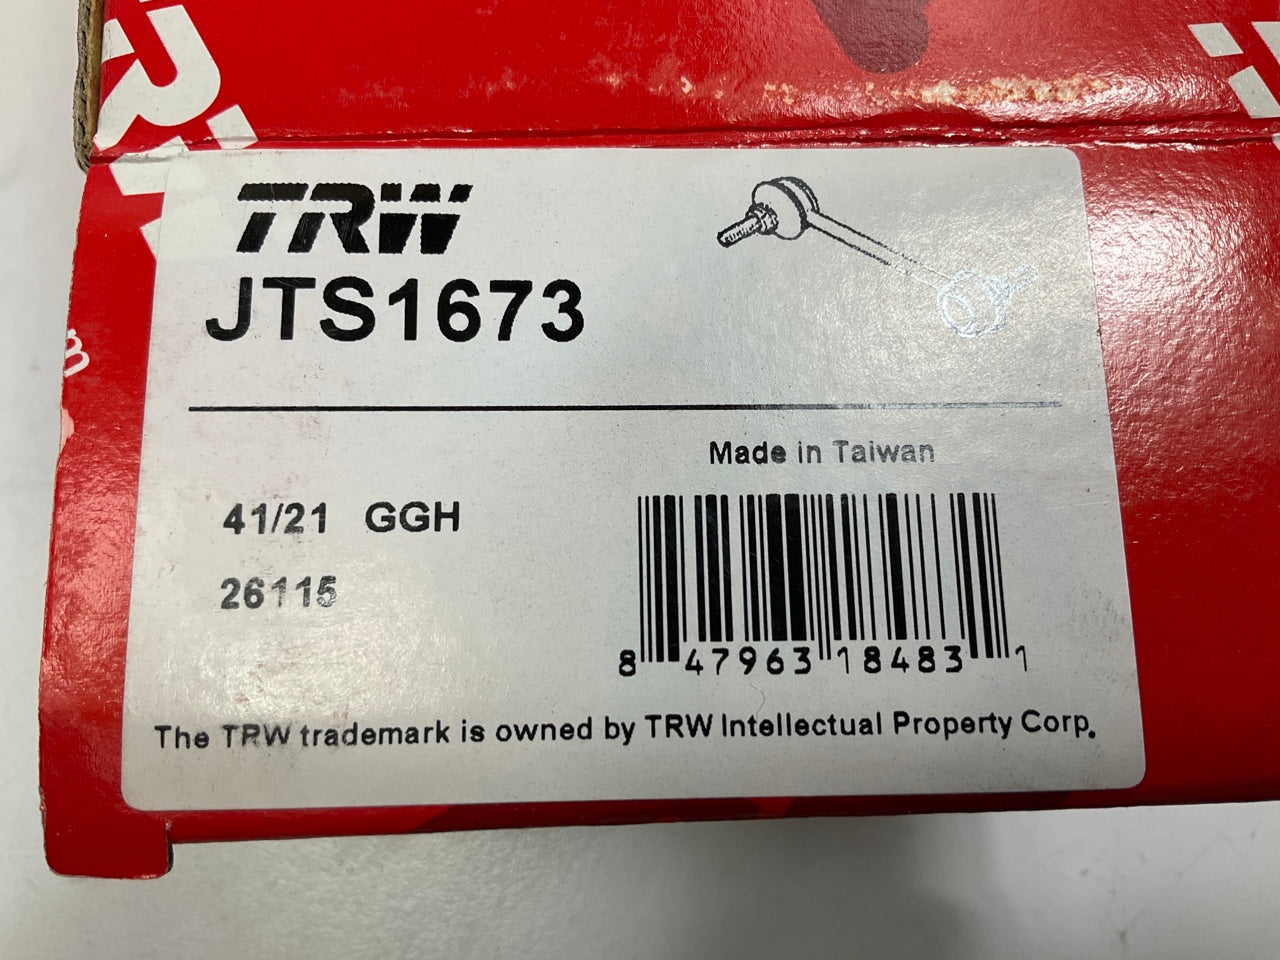 TRW
JTS1673
Made in Taiwan
41/21 GGH
26115
8 47963 18483 1
The TRW trademark is owned by TRW Intellectual Property Corp.